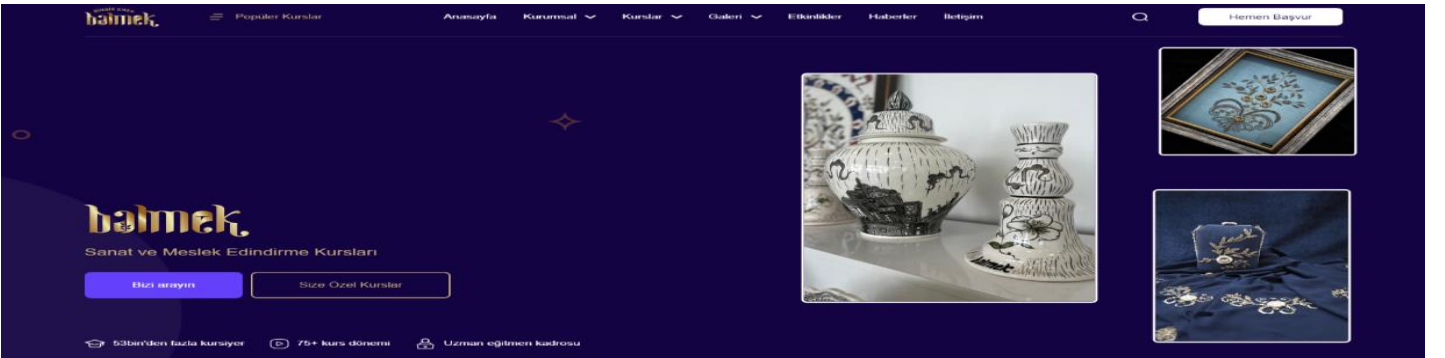 balmek
Popüler Kurslar
Anasayfa
Kurumsal
Kurslar
Galeri
Etkinlikler
Haberler
İletişim
Hemen Başvur
balmek
Sanat ve Meslek Edindirme Kursları
Bizi arayın
Size Özel Kurslar
53bin'den fazla kursiyer
75+ kurs dönemi
Uzman eğitmen kadrosu